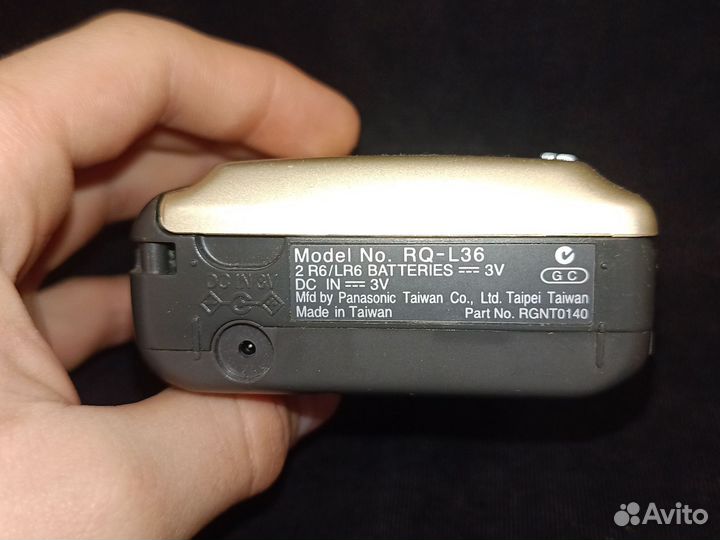 Model No. RQ-L36
2 R6/LR6 BATTERIES ⎓ 3V
DC IN ⎓ 3V
Mfd by Panasonic Taiwan Co., Ltd. Taipei Taiwan
Made in Taiwan Part No. RGNT0140
GC
DC IN 3V
Avito